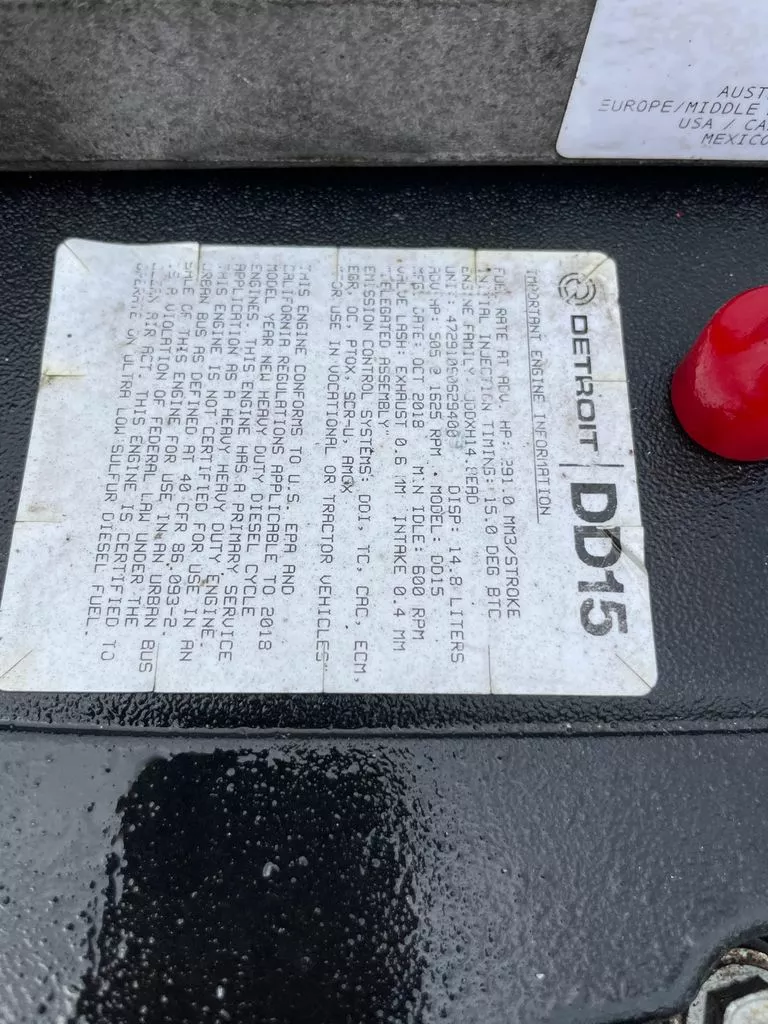 AUST
EUROPE/MIDDLE
USA / CA
MEXICO
DETROIT | DD15
IMPORTANT ENGINE INFORMATION
FUEL RATE AT ADV. HP: 291.0 MM3/STROKE
INITIAL INJECTION TIMING: 15.0 DEG BTC
ENGINE FAMILY:
UNIT: DISP: 14.8 LITERS
ADV.HP: 505 @ 1625 RPM . MODEL: DD15
MFG DATE: OCT 2018 MIN IDLE: 600 RPM
VALVE LASH: EXHAUST 0.6 MM INTAKE 0.4 MM
"DELEGATED ASSEMBLY"
EMISSION CONTROL SYSTEMS: DDI, TC, CAC, ECM,
EGR, OC, PTOX, SCR-U, AMOX
"FOR USE IN VOCATIONAL OR TRACTOR VEHICLES"
THIS ENGINE CONFORMS TO U.S. EPA AND
CALIFORNIA REGULATIONS APPLICABLE TO 2018
MODEL YEAR NEW HEAVY DUTY DIESEL CYCLE
ENGINES. THIS ENGINE HAS A PRIMARY SERVICE
APPLICATION AS A HEAVY HEAVY DUTY ENGINE.
THIS ENGINE IS NOT CERTIFIED FOR USE IN AN
URBAN BUS AS DEFINED AT 40 CFR 86.093-2.
SALE OF THIS ENGINE FOR USE IN AN URBAN BUS
IS A VIOLATION OF FEDERAL LAW UNDER THE
CLEAN AIR ACT. THIS ENGINE IS CERTIFIED TO
OPERATE ON ULTRA LOW SULFUR DIESEL FUEL.